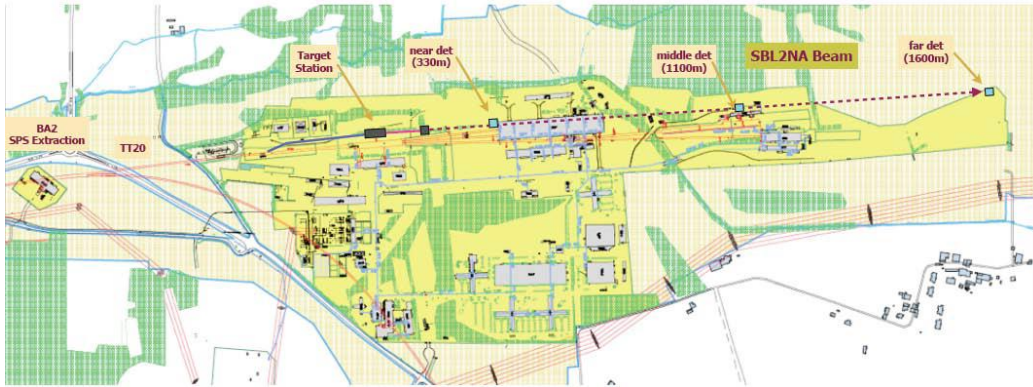 near det
(330m)
Target
Station
middle det
(1100m)
SBL2NA Beam
far det
(1600m)
BA2
SPS Extraction
TT20